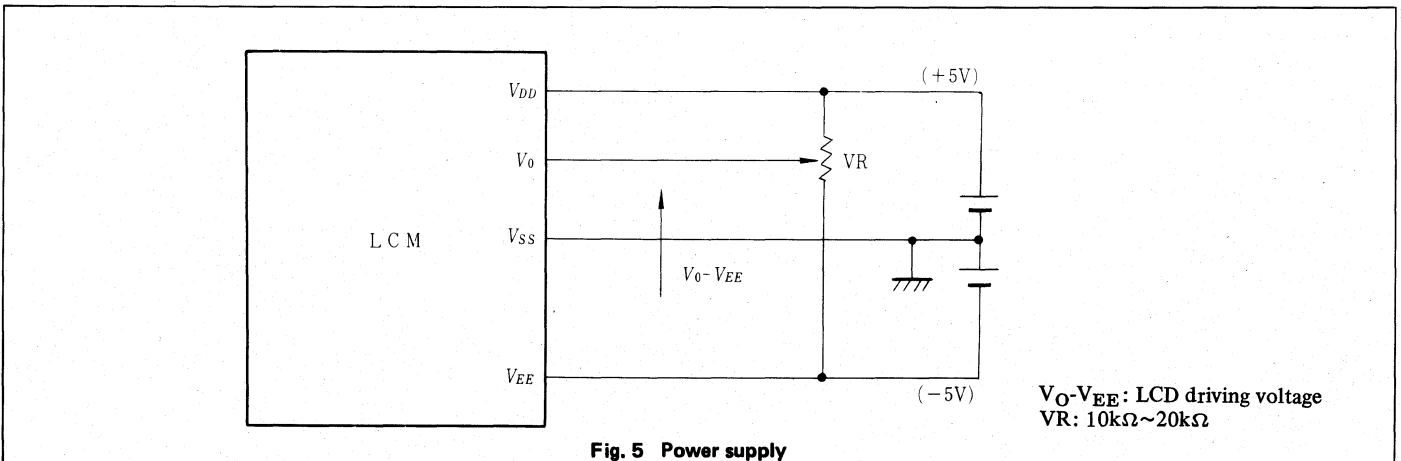 (+5V)
VDD
V0
VR
LCM
VSS
V0-VEE
VEE
(−5V)
VO-VEE: LCD driving voltage
VR: 10kΩ~20kΩ
Fig. 5 Power supply